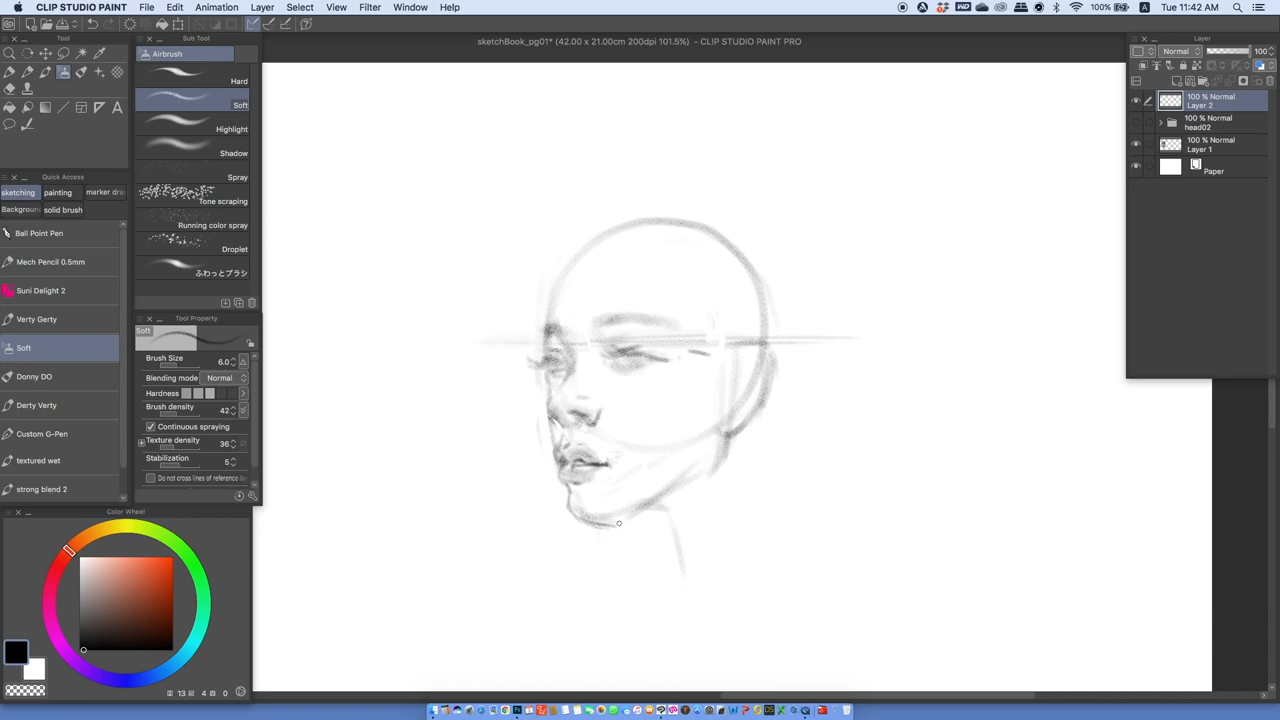 CLIP STUDIO PAINT File Edit Animation Layer Select View Filter Window Help 100% A Tue 11:42 AM
sketchBook_pg01* (42.00 x 21.00cm 200dpi 101.5%) - CLIP STUDIO PAINT PRO
Tool
Sub Tool
Airbrush
Hard
Soft
Highlight
Shadow
Spray
Tone scraping
Running color spray
Droplet
ふわっとブラシ
Quick Access
sketching painting marker dra
Backgroun solid brush
Ball Point Pen
Mech Pencil 0.5mm
Suni Delight 2
Verty Gerty
Soft
Donny DO
Derty Verty
Custom G-Pen
textured wet
strong blend 2
Tool Property
Soft
Brush Size 6.0
Blending mode Normal
Hardness
Brush density 42
Continuous spraying
Texture density 36
Stabilization 5
Do not cross lines of reference la
Color Wheel
13 4 0
Layer
Normal 100
100 % Normal
Layer 2
100 % Normal
head02
100 % Normal
Layer 1
Paper